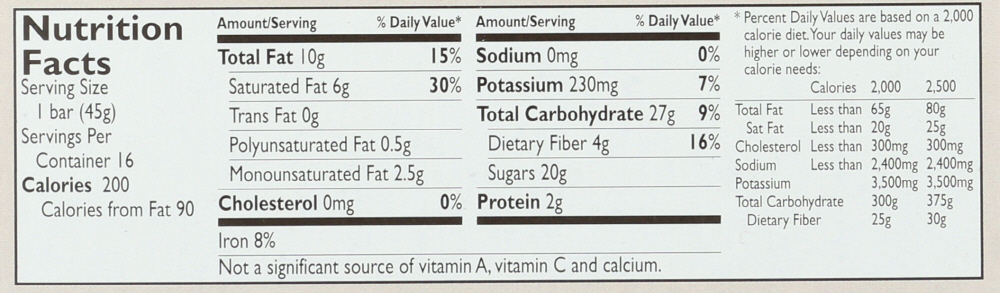 Nutrition
Facts
Serving Size
1 bar (45g)
Servings Per
Container 16
Calories 200
Calories from Fat 90
Amount/Serving % Daily Value*
Total Fat 10g 15%
Saturated Fat 6g 30%
Trans Fat 0g
Polyunsaturated Fat 0.5g
Monounsaturated Fat 2.5g
Cholesterol 0mg 0%
Amount/Serving % Daily Value*
Sodium 0mg 0%
Potassium 230mg 7%
Total Carbohydrate 27g 9%
Dietary Fiber 4g 16%
Sugars 20g
Protein 2g
Iron 8%
Not a significant source of vitamin A, vitamin C and calcium.
* Percent Daily Values are based on a 2,000
calorie diet. Your daily values may be
higher or lower depending on your
calorie needs:
Calories 2,000 2,500
Total Fat Less than 65g 80g
Sat Fat Less than 20g 25g
Cholesterol Less than 300mg 300mg
Sodium Less than 2,400mg 2,400mg
Potassium 3,500mg 3,500mg
Total Carbohydrate 300g 375g
Dietary Fiber 25g 30g